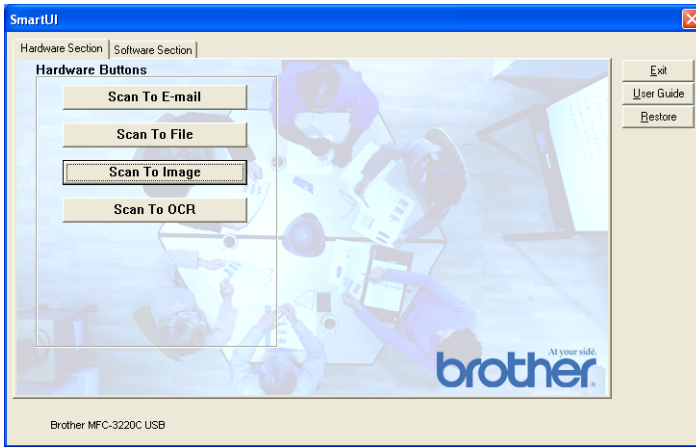 SmartUI
Hardware Section Software Section
Hardware Buttons
Scan To E-mail
Scan To File
Scan To Image
Scan To OCR
Exit
User Guide
Restore
At your side.
brother
Brother MFC-3220C USB